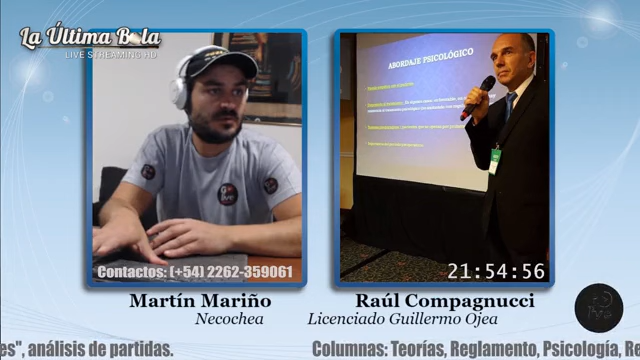 La Última Bola
LIVE STREAMING HD
ABORDAJE PSICOLÓGICO
Contactos: (+54) 2262-359061
21:54:56
Martín Mariño
Raúl Compagnucci
Necochea
Licenciado Guillermo Ojea
es", análisis de partidas.
Columnas: Teorías, Reglamento, Psicología, Re